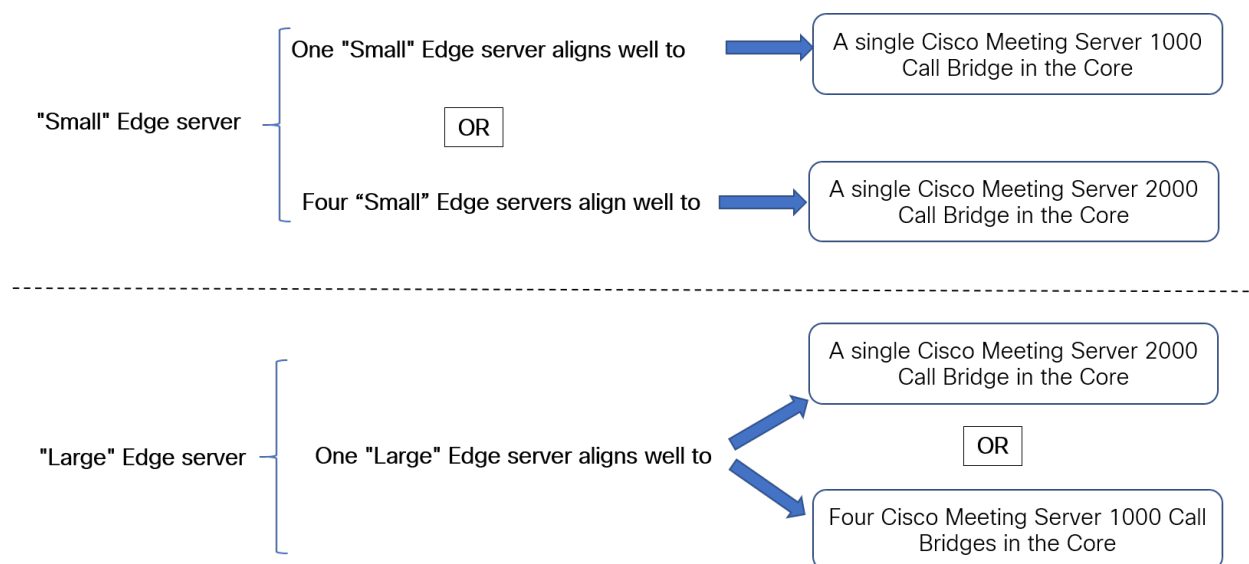 One "Small" Edge server aligns well to
A single Cisco Meeting Server 1000
Call Bridge in the Core
"Small" Edge server
OR
Four “Small” Edge servers align well to
A single Cisco Meeting Server 2000
Call Bridge in the Core
A single Cisco Meeting Server 2000
Call Bridge in the Core
"Large" Edge server
One "Large" Edge server aligns well to
OR
Four Cisco Meeting Server 1000 Call
Bridges in the Core